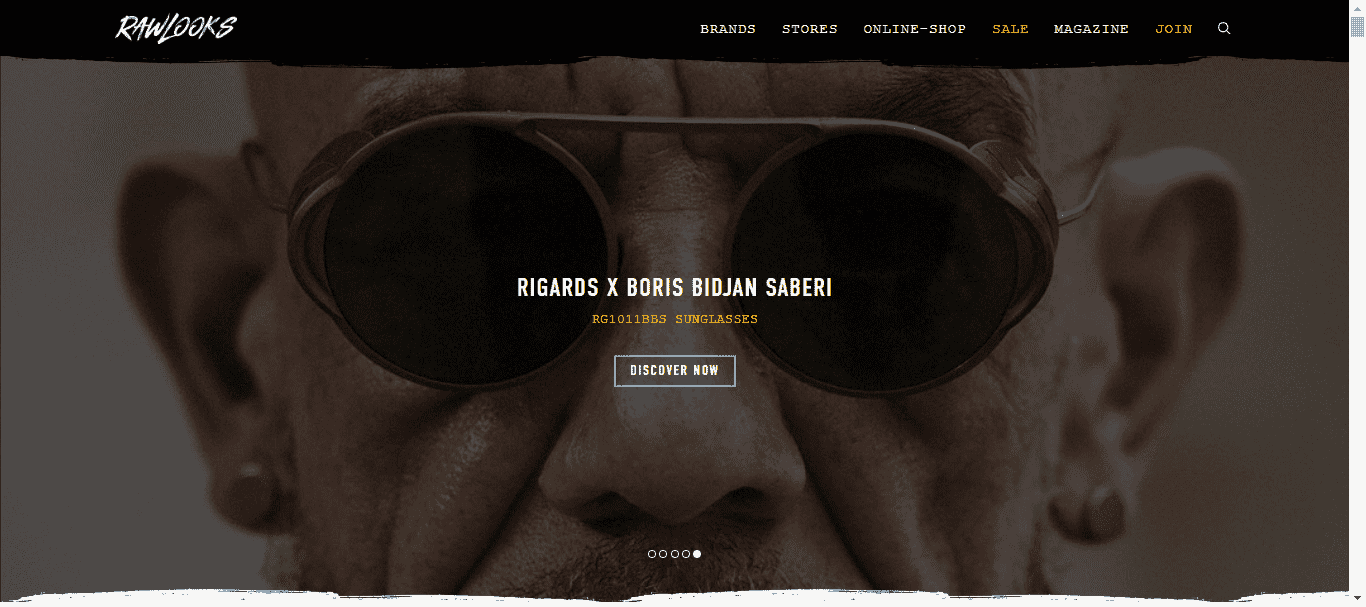 RAWLOOKS
BRANDS STORES ONLINE-SHOP SALE MAGAZINE JOIN
RIGARDS X BORIS BIDJAN SABERI
RG1011BBS SUNGLASSES
DISCOVER NOW